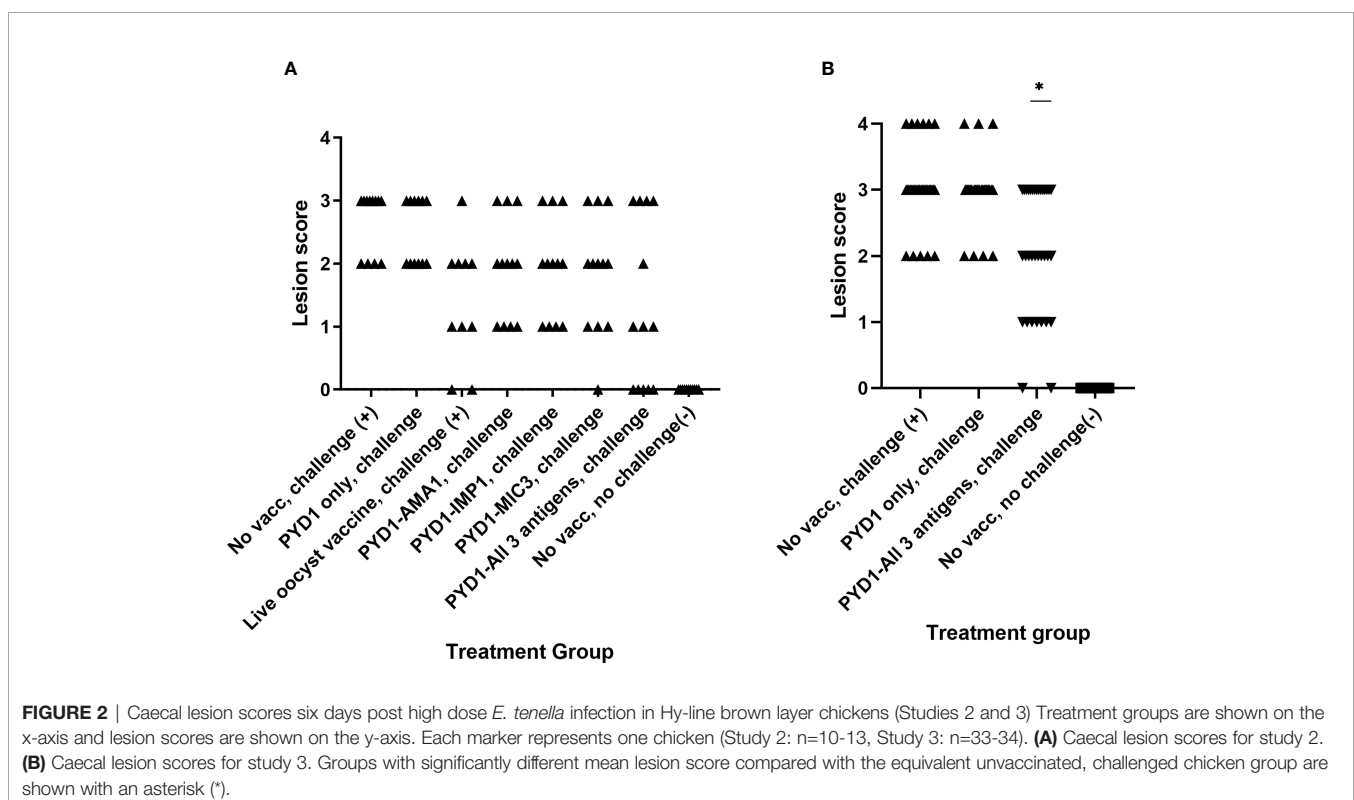 A
B
*
4
3
2
1
0
Lesion score
No vacc, challenge (+)
PYD1 only, challenge
Live oocyst vaccine, challenge (+)
PYD1-AMA1, challenge
PYD1-IMP1, challenge
PYD1-MIC3, challenge
PYD1-All 3 antigens, challenge
No vacc, no challenge(-)
Treatment Group
4
3
2
1
0
Lesion score
No vacc, challenge (+)
PYD1 only, challenge
PYD1-All 3 antigens, challenge
No vacc, no challenge(-)
Treatment group
FIGURE 2 | Caecal lesion scores six days post high dose E. tenella infection in Hy-line brown layer chickens (Studies 2 and 3) Treatment groups are shown on the
x-axis and lesion scores are shown on the y-axis. Each marker represents one chicken (Study 2: n=10-13, Study 3: n=33-34). (A) Caecal lesion scores for study 2.
(B) Caecal lesion scores for study 3. Groups with significantly different mean lesion score compared with the equivalent unvaccinated, challenged chicken group are
shown with an asterisk (*).